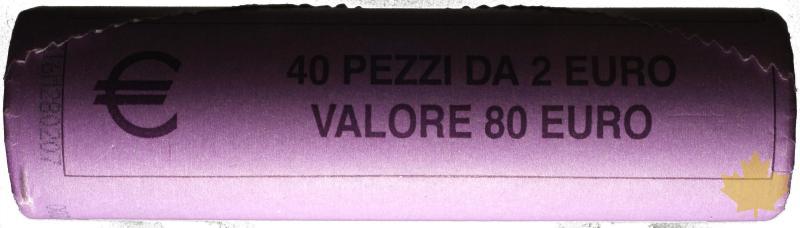 € 40 PEZZI DA 2 EURO
VALORE 80 EURO